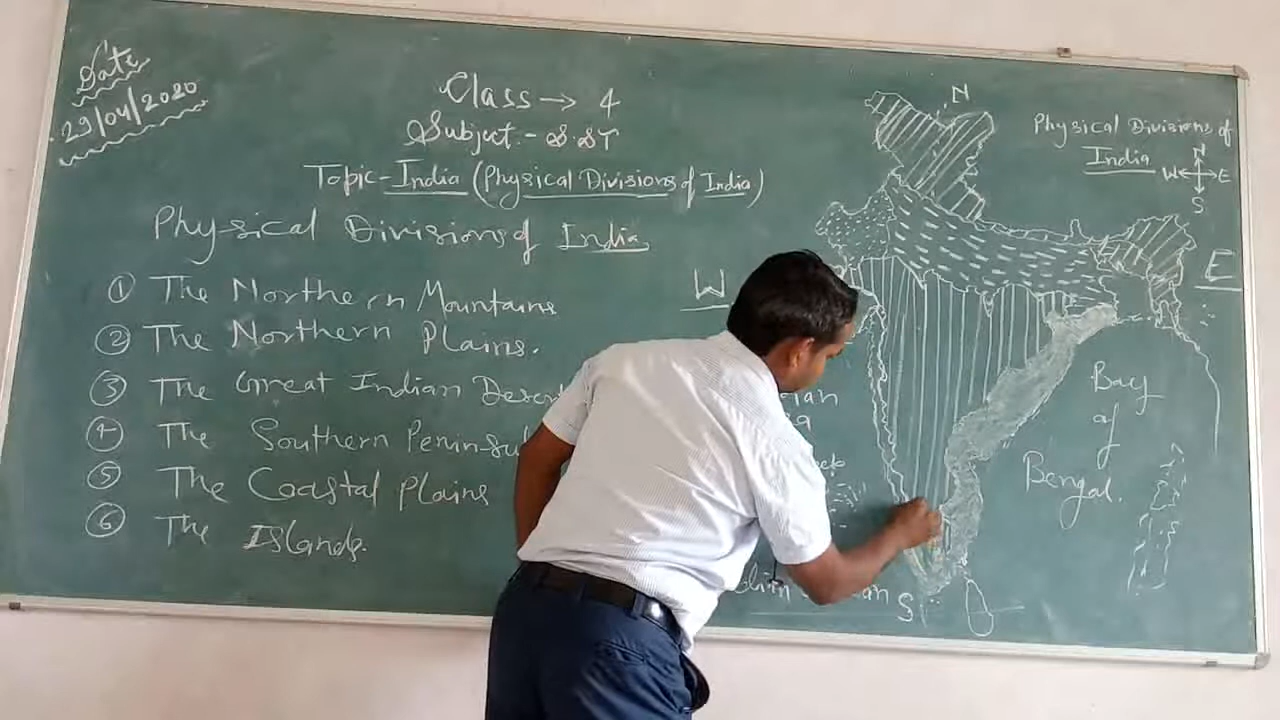 Date
29/04/2020
Class → 4
Subject:- S.ST
Topic-India (Physical Divisions of India)
Physical Divisions of India
① The Northern Mountains
② The Northern Plains.
③ The Great Indian Desert
④ The Southern Peninsu
⑤ The Coastal Plains
⑥ The Islands.
N
Physical Divisions of
India
N
W E
S
W
E
Bay
of
Bengal.
S